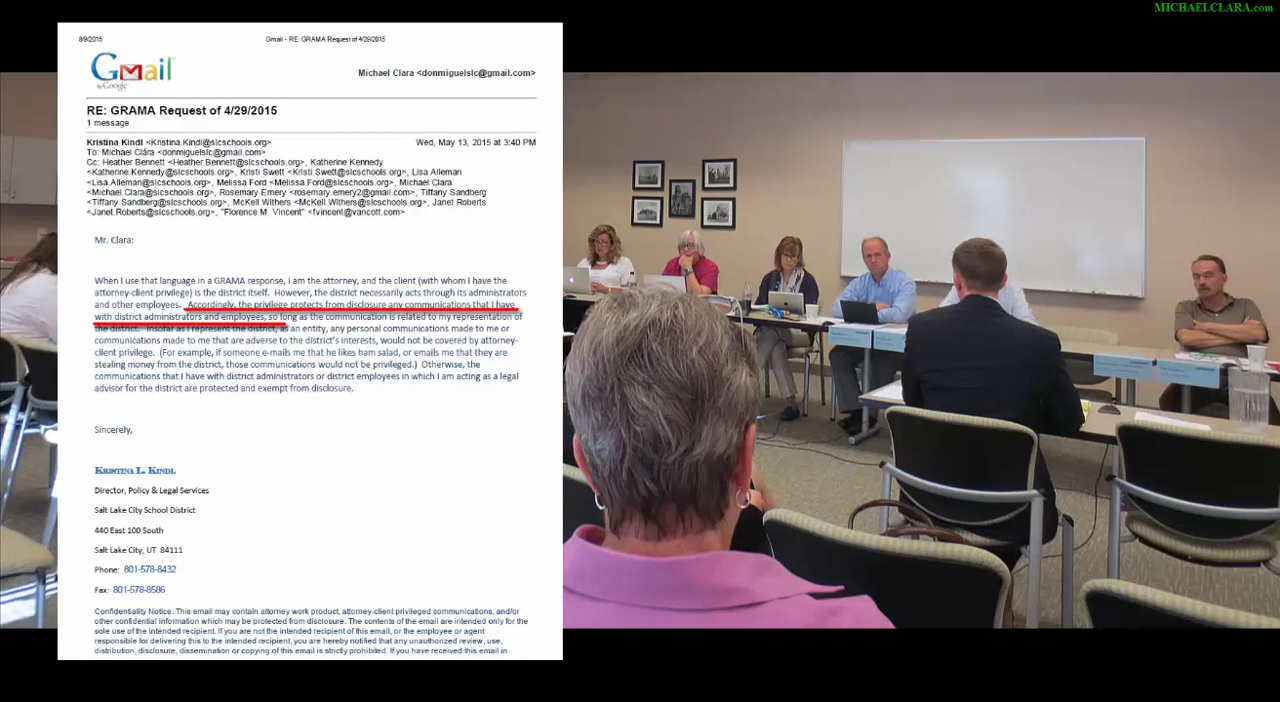 MICHAELCLARA.com
8/9/2015 Gmail - RE: GRAMA Request of 4/29/2015
Gmail
by Google
Michael Clara <donmiguelslc@gmail.com>
RE: GRAMA Request of 4/29/2015
1 message
Kristina Kindl <Kristina.Kindl@slcschools.org> Wed, May 13, 2015 at 3:40 PM
To: Michael Clára <donmiguelslc@gmail.com>
Cc: Heather Bennett <Heather.Bennett@slcschools.org>, Katherine Kennedy
<Katherine.Kennedy@slcschools.org>, Kristi Swett <Kristi.Swett@slcschools.org>, Lisa Alleman
<Lisa.Alleman@slcschools.org>, Melissa Ford <Melissa.Ford@slcschools.org>, Michael Clara
<Michael.Clara@slcschools.org>, Rosemary Emery <rosemary.emery2@gmail.com>, Tiffany Sandberg
<Tiffany.Sandberg@slcschools.org>, McKell Withers <McKell.Withers@slcschools.org>, Janet Roberts
<Janet.Roberts@slcschools.org>, "Florence M. Vincent" <fvincent@vancott.com>
Mr. Clara:
When I use that language in a GRAMA response, I am the attorney, and the client (with whom I have the
attorney-client privilege) is the district itself. However, the district necessarily acts through its administrators
and other employees. Accordingly, the privilege protects from disclosure any communications that I have
with district administrators and employees, so long as the communication is related to my representation of
the district. Insofar as I represent the district, as an entity, any personal communications made to me or
communications made to me that are adverse to the district's interests, would not be covered by attorney-
client privilege. (For example, if someone e-mails me that he likes ham salad, or emails me that they are
stealing money from the district, those communications would not be privileged.) Otherwise, the
communications that I have with district administrators or district employees in which I am acting as a legal
advisor for the district are protected and exempt from disclosure.
Sincerely,
Kristina L. Kindl
Director, Policy & Legal Services
Salt Lake City School District
440 East 100 South
Salt Lake City, UT 84111
Phone: 801-578-8432
Fax: 801-578-8586
Confidentiality Notice: This email may contain attorney work product, attorney-client privileged communications, and/or
other confidential information which may be protected from disclosure. The contents of the email are intended only for the
sole use of the intended recipient. If you are not the intended recipient of this email, or the employee or agent
responsible for delivering this to the intended recipient, you are hereby notified that any unauthorized review, use,
distribution, disclosure, dissemination or copying of this email is strictly prohibited. If you have received this email in